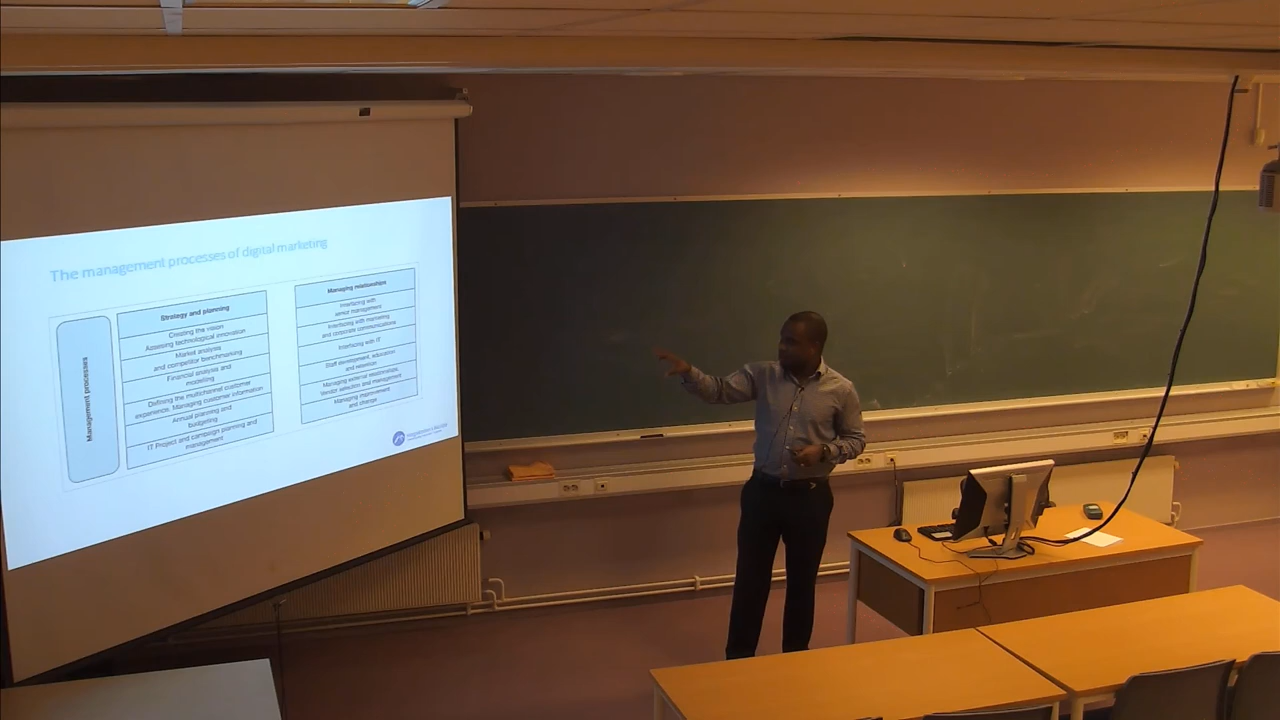 The management processes of digital marketing
Management processes
Strategy and planning
Creating the vision
Assessing technological innovation
Market analysis
and competitor benchmarking
Financial analysis and
modelling
Defining the multichannel customer
experience. Managing customer information
Annual planning and
budgeting
IT Project and campaign planning and
management
Managing relationships
Interfacing with
senior management
Interfacing with marketing
and corporate communications
Interfacing with IT
Staff development, education
and retention
Managing external relationships.
Vendor selection and management
Managing improvement
and change